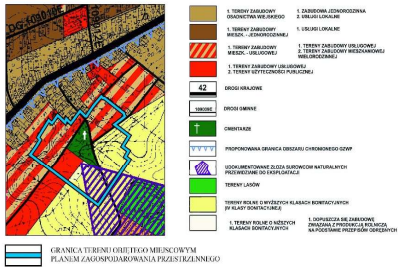 1. TERENY ZABUDOWY
OSADNICTWA WIEJSKIEGO
1. ZABUDOWA JEDNORODZINNA
2. USŁUGI LOKALNE
1. TERENY ZABUDOWY
MIESZK. - JEDNORODZINNEJ
1. USŁUGI LOKALNE
1. TERENY ZABUDOWY
MIESZK. - USŁUGOWEJ
1. TERENY ZABUDOWY USŁUGOWEJ
2. TERENY ZABUDOWY MIESZKANIOWEJ
WIELORODZINNEJ
1. TERENY ZABUDOWY USŁUGOWEJ
2. TERENY UŻYTECZNOŚCI PUBLICZNEJ
42
DROGI KRAJOWE
DROGI GMINNE
CMENTARZE
PROPONOWANA GRANICA OBSZARU CHRONIONEGO GZWP
UDOKUMENTOWANE ZŁOŻA SUROWCÓW NATURALNYCH
PRZEWIDZIANE DO EKSPLOATACJI
TERENY LASÓW
TERENY ROLNE O WYŻSZYCH KLASACH BONITACYJNYCH
(IV KLASY BONITACYJNEJ)
1. TERENY ROLNE O NIŻSZYCH
KLASACH BONITACYJNYCH
1. DOPUSZCZA SIĘ ZABUDOWĘ
ZWIĄZANĄ Z PRODUKCJĄ ROLNICZĄ
NA PODSTAWIE PRZEPISÓW ODRĘBNYCH
GRANICA TERENU OBJĘTEGO MIEJSCOWYM
PLANEM ZAGOSPODAROWANIA PRZESTRZENNEGO